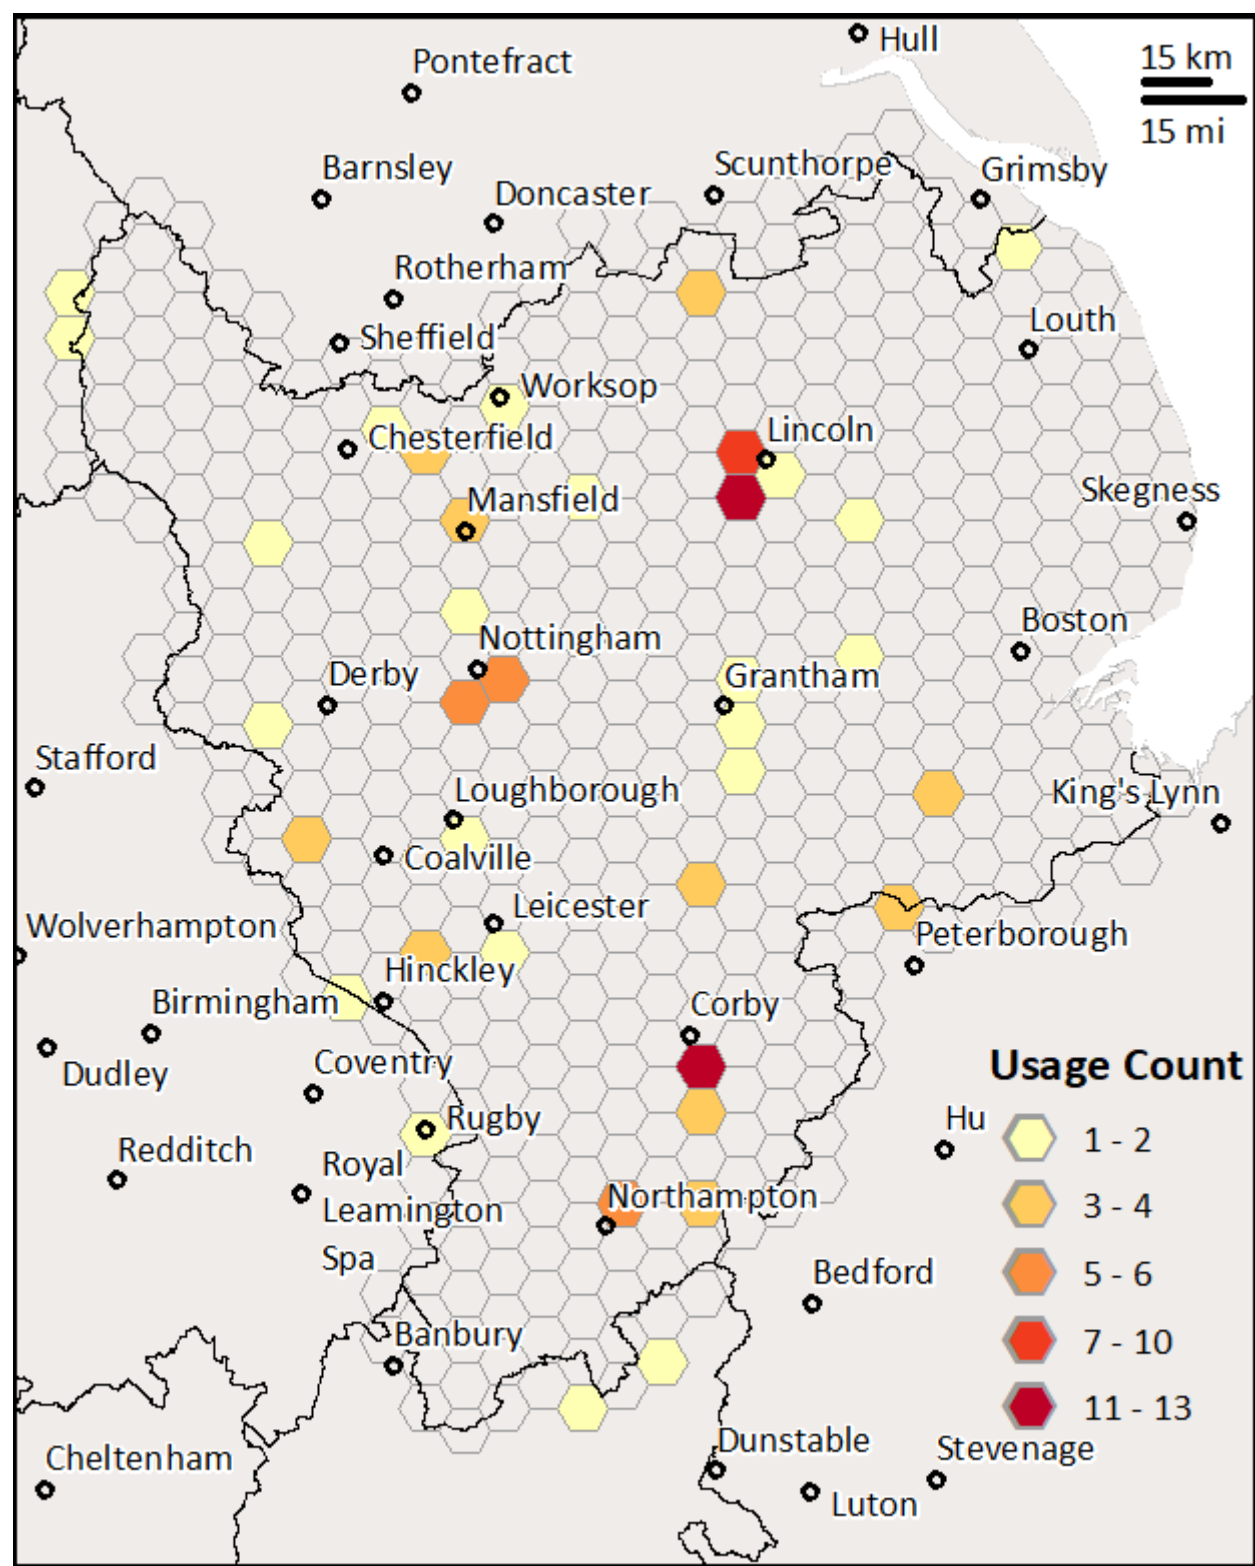 Hull
15 km
Pontefract
15 mi
Barnsley
Scunthorpe
Grimsby
Doncaster
Rotherham
Louth
Sheffield
Worksop
Lincoln
Chesterfield
Skegness
Mansfield
Boston
Nottingham
Derby
Grantham
Stafford
Loughborough
King's Lynn
Coalville
Leicester
Wolverhampton
Peterborough
Hinckley
Birmingham
Corby
Dudley
Coventry
Usage Count
Rugby
Hu
1 - 2
Redditch
Royal
Leamington
Spa
Northampton
3 - 4
Bedford
5 - 6
Banbury
7 - 10
11 - 13
Dunstable
Stevenage
Cheltenham
Luton